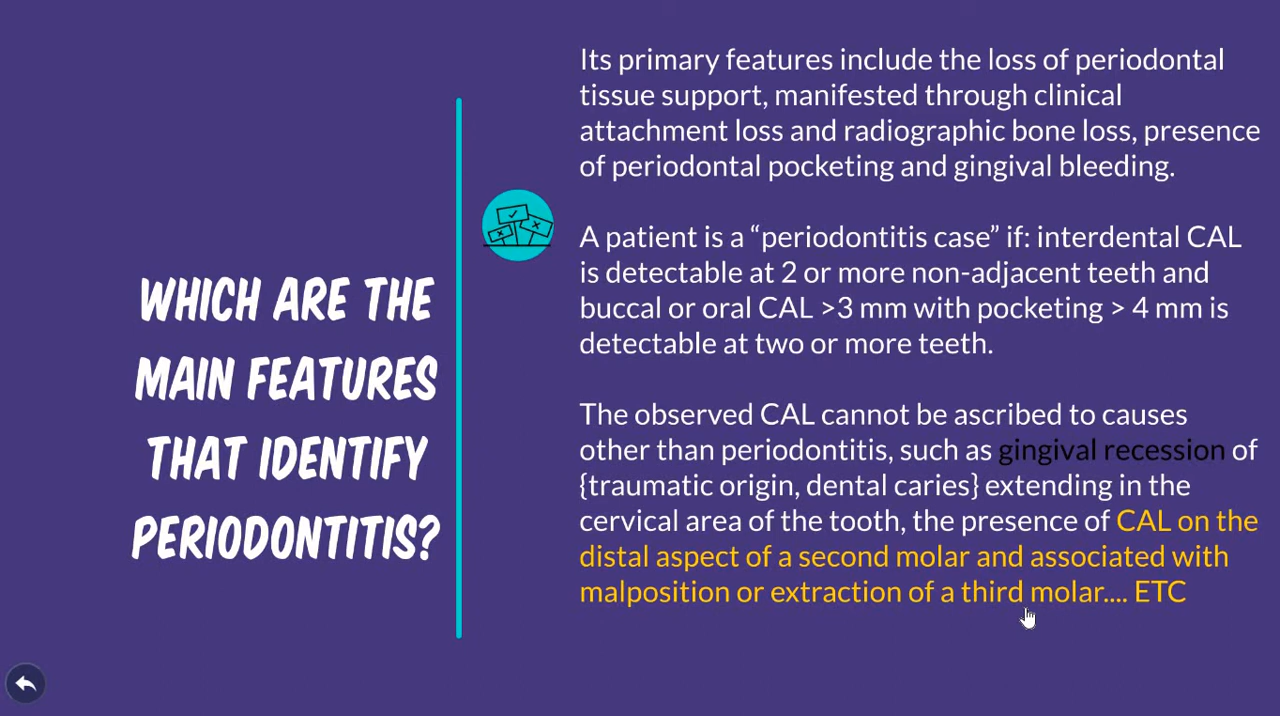 WHICH ARE THE
MAIN FEATURES
THAT IDENTIFY
PERIODONTITIS?
Its primary features include the loss of periodontal
tissue support, manifested through clinical
attachment loss and radiographic bone loss, presence
of periodontal pocketing and gingival bleeding.
A patient is a “periodontitis case” if: interdental CAL
is detectable at 2 or more non-adjacent teeth and
buccal or oral CAL >3 mm with pocketing > 4 mm is
detectable at two or more teeth.
The observed CAL cannot be ascribed to causes
other than periodontitis, such as gingival recession of
{traumatic origin, dental caries} extending in the
cervical area of the tooth, the presence of CAL on the
distal aspect of a second molar and associated with
malposition or extraction of a third molar.... ETC